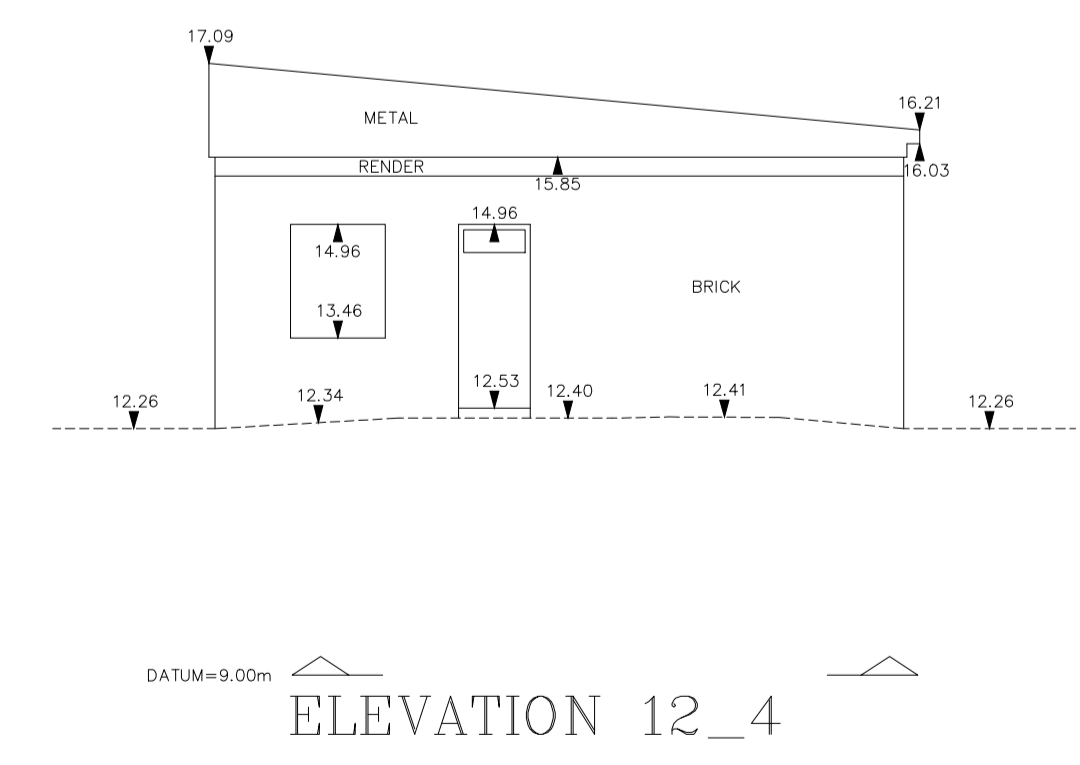 17.09
16.21
METAL
RENDER
16.03
15.85
14.96
14.96
BRICK
13.46
12.53
12.34
12.40
12.41
12.26
12.26
DATUM=9.00m
ELEVATION 12_4